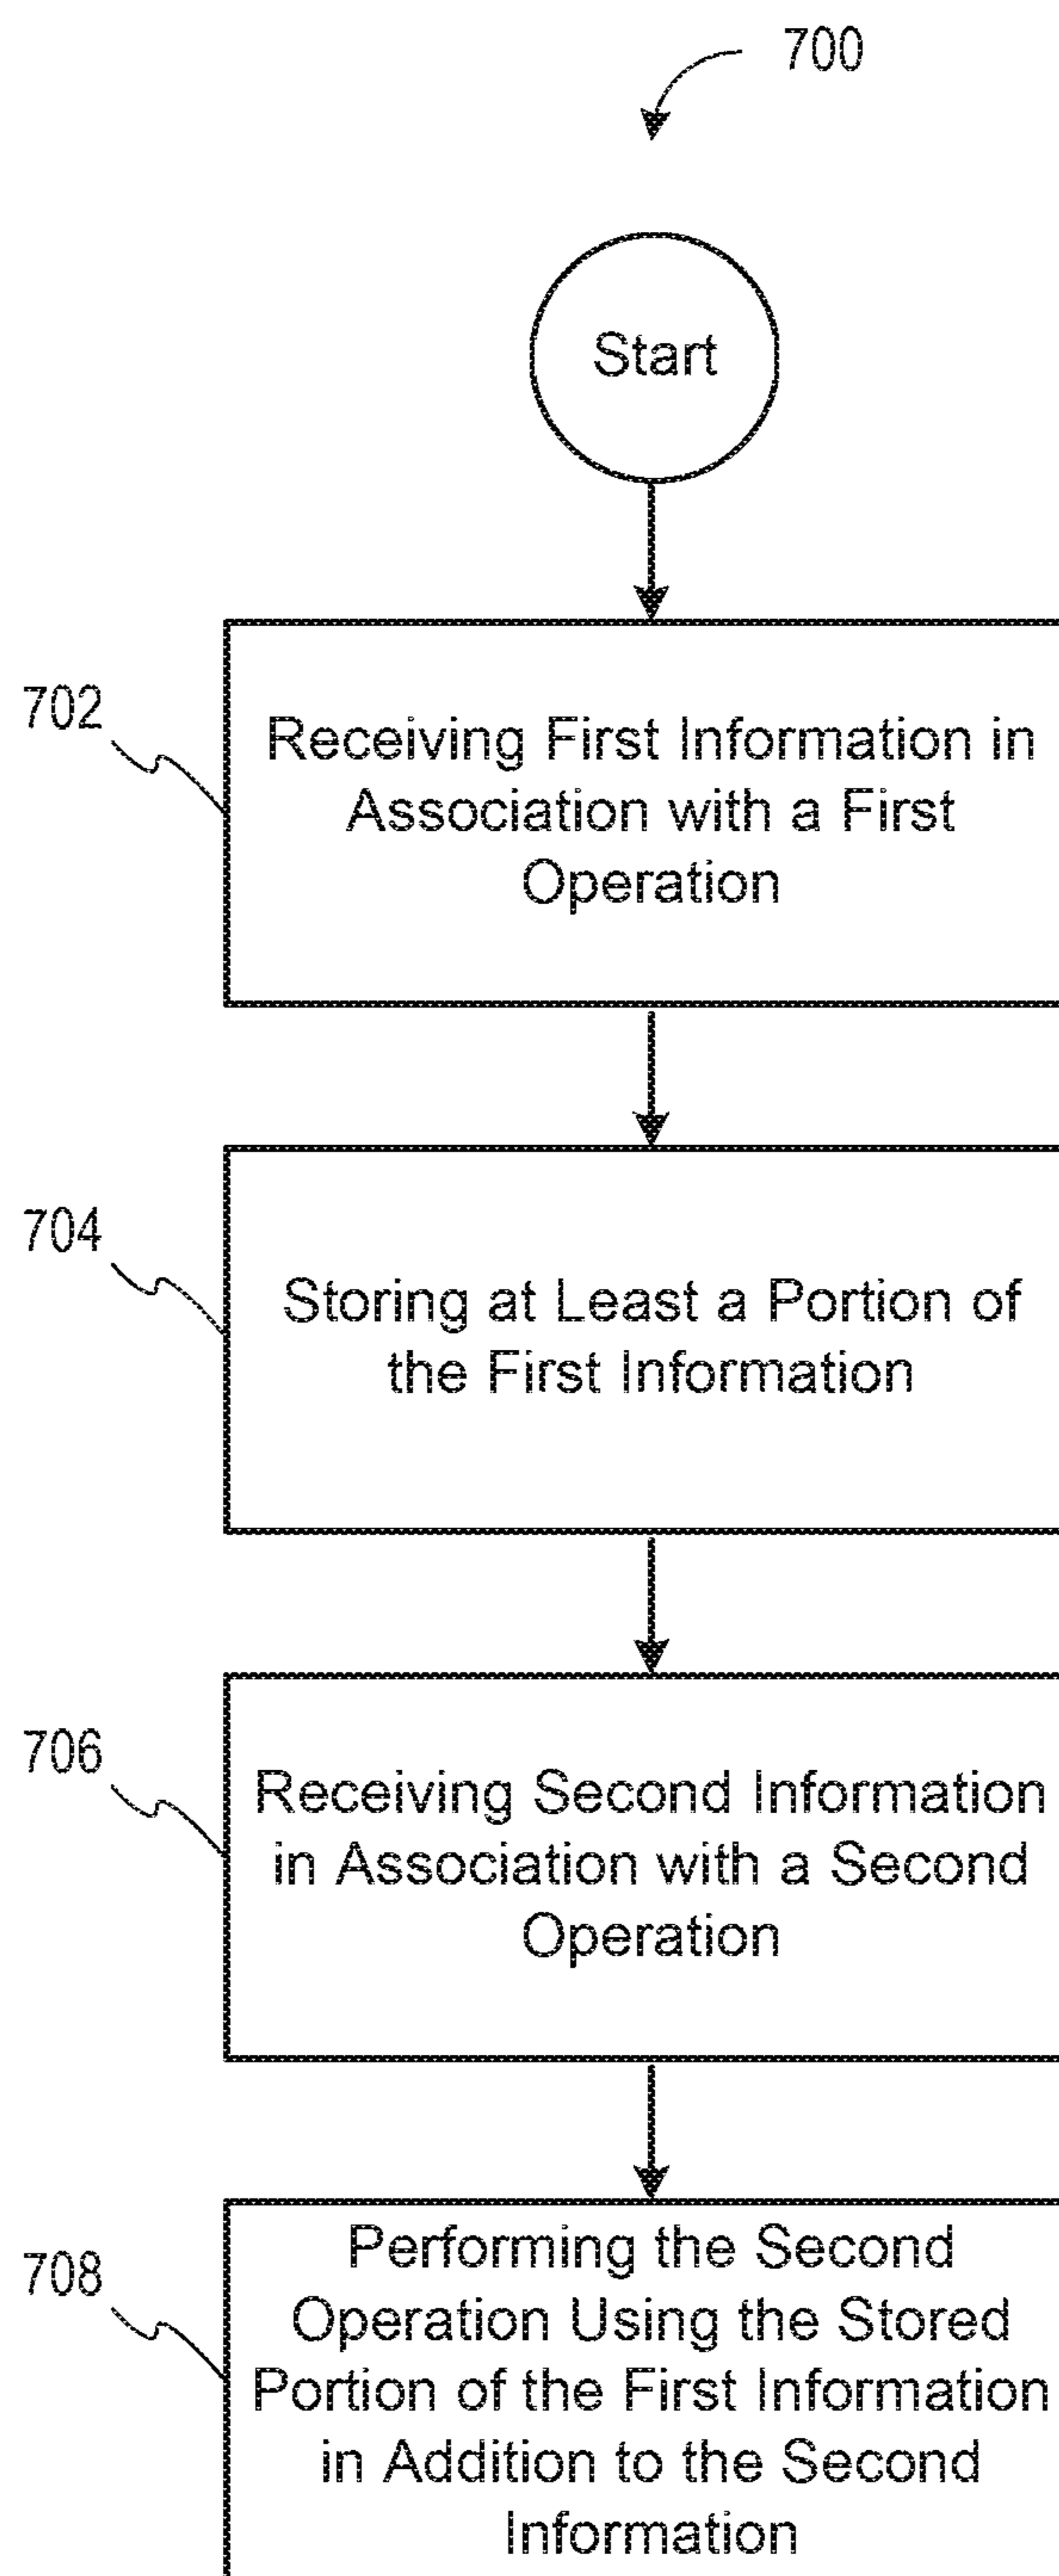 700
Start
702
Receiving First Information in
Association with a First
Operation
704
Storing at Least a Portion of
the First Information
706
Receiving Second Information
in Association with a Second
Operation
708
Performing the Second
Operation Using the Stored
Portion of the First Information
in Addition to the Second
Information